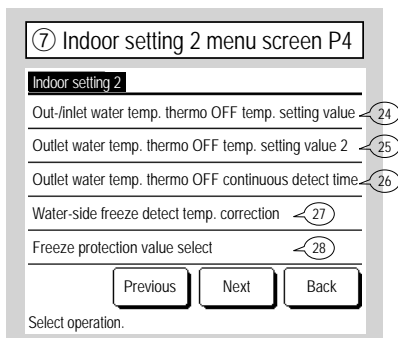 ⑦ Indoor setting 2 menu screen P4
Indoor setting 2
Out-/inlet water temp. thermo OFF temp. setting value 24
Outlet water temp. thermo OFF temp. setting value 2 25
Outlet water temp. thermo OFF continuous detect time 26
Water-side freeze detect temp. correction 27
Freeze protection value select 28
Previous Next Back
Select operation.